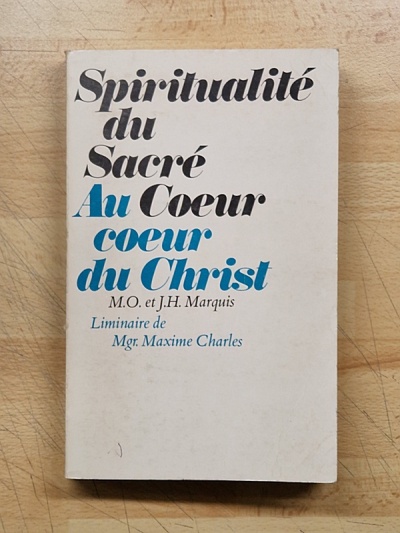 Spiritualité
du
Sacré
Au Coeur
coeur
du Christ
M.O. et J.H. Marquis
Liminaire de
Mgr. Maxime Charles